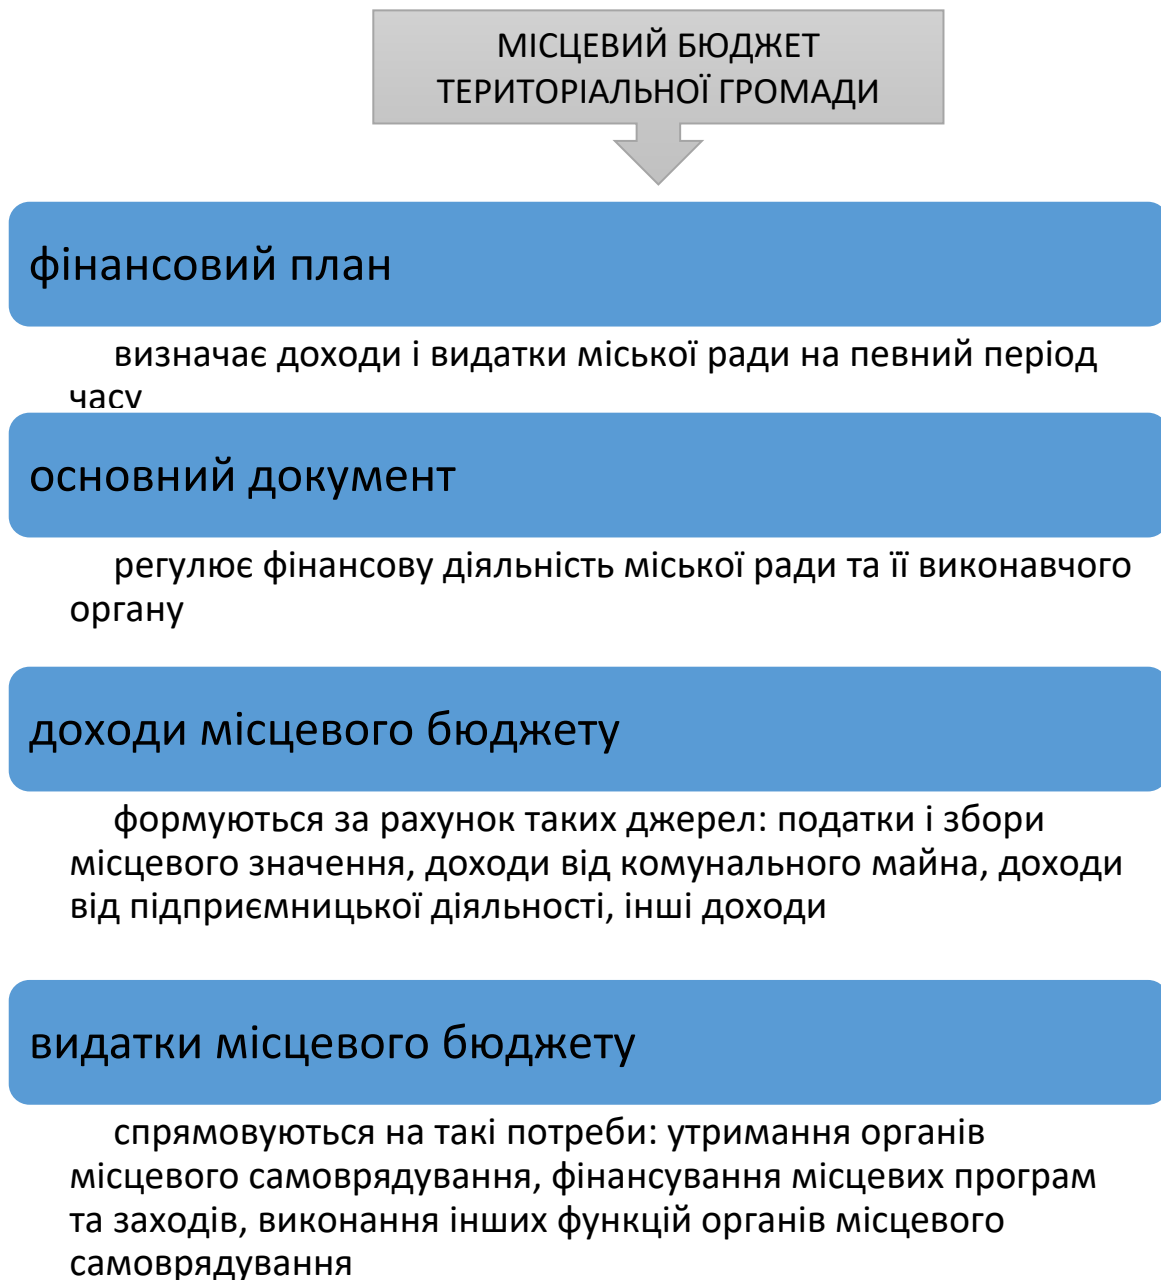 МІСЦЕВИЙ БЮДЖЕТ
ТЕРИТОРІАЛЬНОЇ ГРОМАДИ
фінансовий план
визначає доходи і видатки міської ради на певний період
часу
основний документ
регулює фінансову діяльність міської ради та її виконавчого
органу
доходи місцевого бюджету
формуються за рахунок таких джерел: податки і збори
місцевого значення, доходи від комунального майна, доходи
від підприємницької діяльності, інші доходи
видатки місцевого бюджету
спрямовуються на такі потреби: утримання органів
місцевого самоврядування, фінансування місцевих програм
та заходів, виконання інших функцій органів місцевого
самоврядування